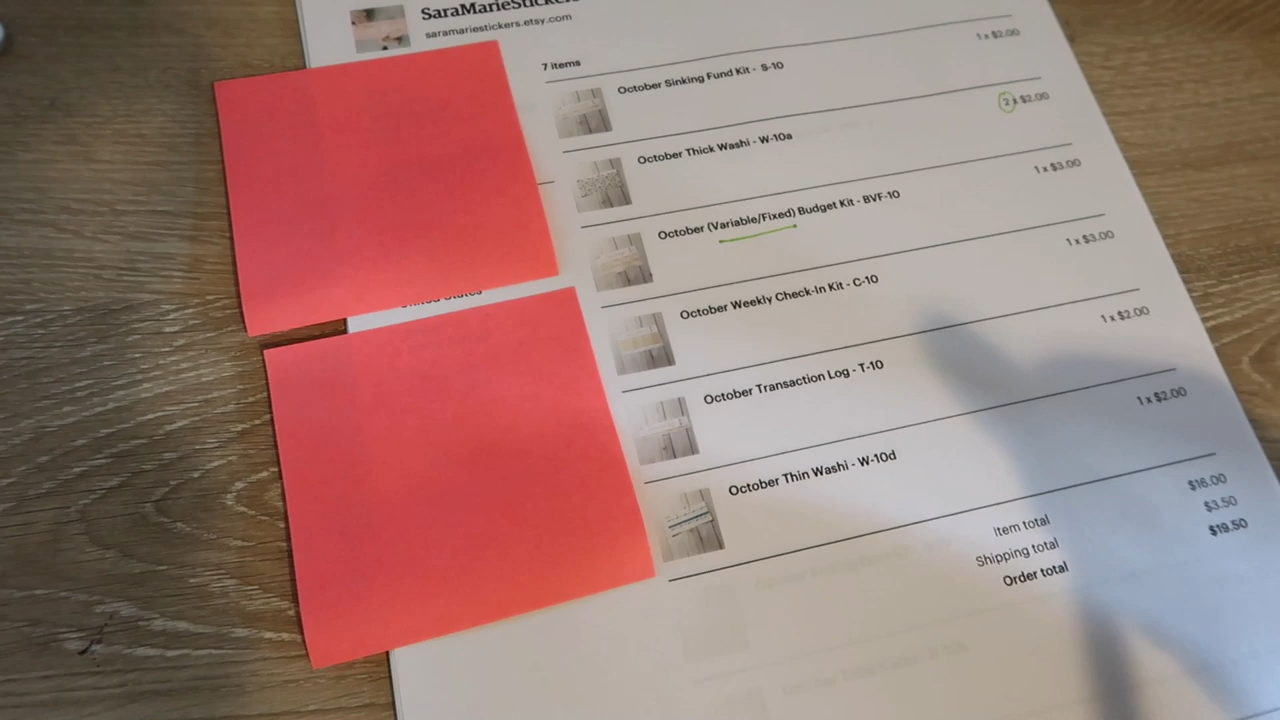 SaraMarieStickers
saramariestickers.etsy.com
7 items
October Sinking Fund Kit - S-10
1 x $2.00
October Thick Washi - W-10a
2 x $2.00
October (Variable/Fixed) Budget Kit - BVF-10
1 x $3.00
October Weekly Check-In Kit - C-10
1 x $3.00
October Transaction Log - T-10
1 x $2.00
October Thin Washi - W-10d
1 x $2.00
Item total $16.00
Shipping total $3.50
Order total $19.50
United States